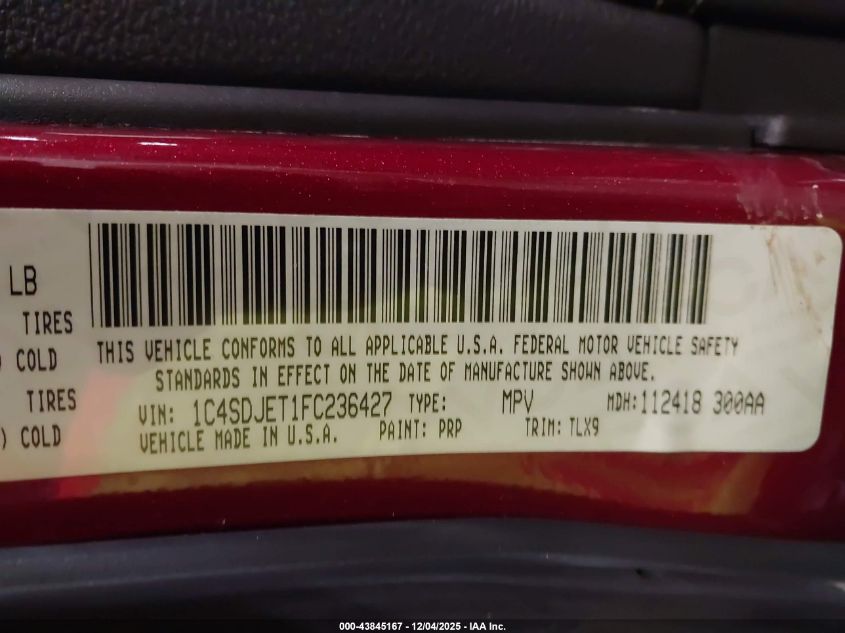 LB
TIRES
) COLD
TIRES
) COLD
THIS VEHICLE CONFORMS TO ALL APPLICABLE U.S.A. FEDERAL MOTOR VEHICLE SAFETY
STANDARDS IN EFFECT ON THE DATE OF MANUFACTURE SHOWN ABOVE.
VIN: 1C4SDJET1FC236427 TYPE: MPV MDH:112418 300AA
VEHICLE MADE IN U.S.A. PAINT: PRP TRIM: TLX9
000-43845167 - 12/04/2025 - IAA Inc.